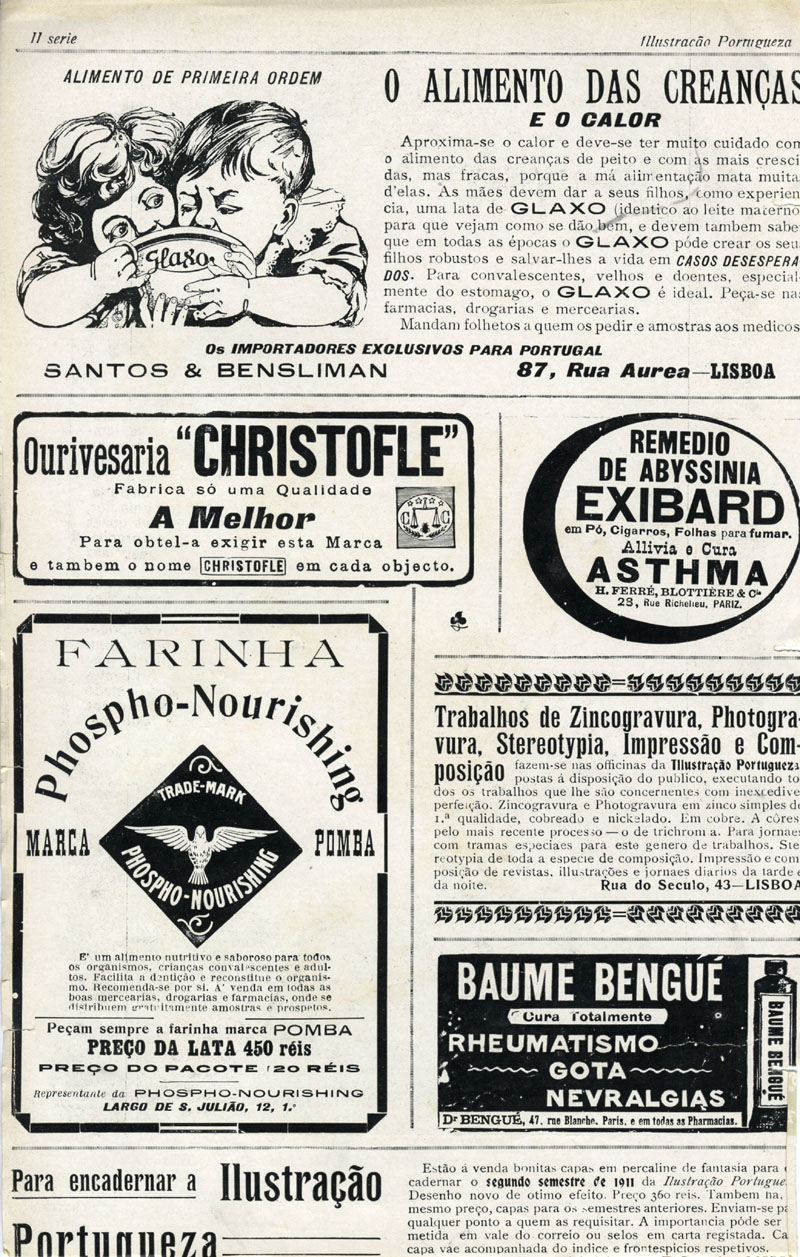 II serie
Illustracão Portugueza
ALIMENTO DE PRIMEIRA ORDEM
Glaxo.
O ALIMENTO DAS CREANÇAS
E O CALOR
Aproxima-se o calor e deve-se ter muito cuidado com
o alimento das creanças de peito e com as mais cresci
das, mas fracas, porque a má alimentação mata muita
d'elas. As mães devem dar a seus filhos, como experien
cia, uma lata de GLAXO (identico ao leite materno
para que vejam como se dão bem, e devem tambem sabe
que em todas as épocas o GLAXO póde crear os seu
filhos robustos e salvar-lhes a vida em CASOS DESESPERA-
DOS. Para convalescentes, velhos e doentes, especial-
mente do estomago, o GLAXO é ideal. Peça-se na
farmacias, drogarias e mercearias.
Mandam folhetos a quem os pedir e amostras aos medicos
Os IMPORTADORES EXCLUSIVOS PARA PORTUGAL
SANTOS & BENSLIMAN 87, Rua Aurea—LISBOA
Ourivesaria "CHRISTOFLE"
Fabrica só uma Qualidade
A Melhor
Para obtel-a exigir esta Marca
e tambem o nome CHRISTOFLE em cada objecto.
C C
REMEDIO
DE ABYSSINIA
EXIBARD
em Pó, Cigarros, Folhas para fumar.
Allivia e Cura
ASTHMA
H. FERRÉ, BLOTTIÈRE & Cie
28, Rue Richelieu, PARIZ.
FARINHA
Phospho-Nourishing
TRADE-MARK
MARCA POMBA
PHOSPHO-NOURISHING
E' um alimento nutritivo e saboroso para todos
os organismos, crianças convalescentes e adul-
tos. Facilita a dentição e reconstitue o organis-
mo. Recomenda-se por si. A' venda em todas as
boas mercearias, drogarias e farmacias, onde se
distribuem gratuitamente amostras e prospetos.
Peçam sempre a farinha marca POMBA
PREÇO DA LATA 450 réis
PREÇO DO PACOTE 120 RÉIS
Representante da PHOSPHO-NOURISHING
LARGO DE S. JULIÃO, 12, 1.º
Trabalhos de Zincogravura, Photogra-
vura, Stereotypia, Impressão e Com-
posição fazem-se nas officinas da Illustração Portugueza
postas á disposição do publico, executando to
dos os trabalhos que lhe são concernentes com inexcedive
perfeição. Zincogravura e Photogravura em zinco simples de
1.ª qualidade, cobreado e nickelado. Em cobre. A côres
pelo mais recente processo — o de trichromia. Para jornaes
com tramas especiaes para este genero de trabalhos. Ste
reotypia de toda a especie de composição. Impressão e com
posição de revistas, illustrações e jornaes diarios da tarde e
da noite. Rua do Seculo, 43—LISBOA
BAUME BENGUÉ
Cura Totalmente
RHEUMATISMO
GOTA
NEVRALGIAS
Dr BENGUÉ, 47, rue Blanche, Paris, e em todas as Pharmacias.
BAUME BENGUÉ
Para encadernar a Ilustração
Portugueza
Estão á venda bonitas capas em percaline de fantasia para
cadernar o segundo semestre de 1911 da Ilustração Portugue
Desenho novo de otimo efeito. Preço 360 reis. Tambem ha,
mesmo preço, capas para os semestres anteriores. Enviam-se pa
qualquer ponto a quem as requisitar. A importancia póde ser
metida em vale do correio ou selos em carta registrada. Ca
capa vae acompanhada do indice e frontespicios respetivos.